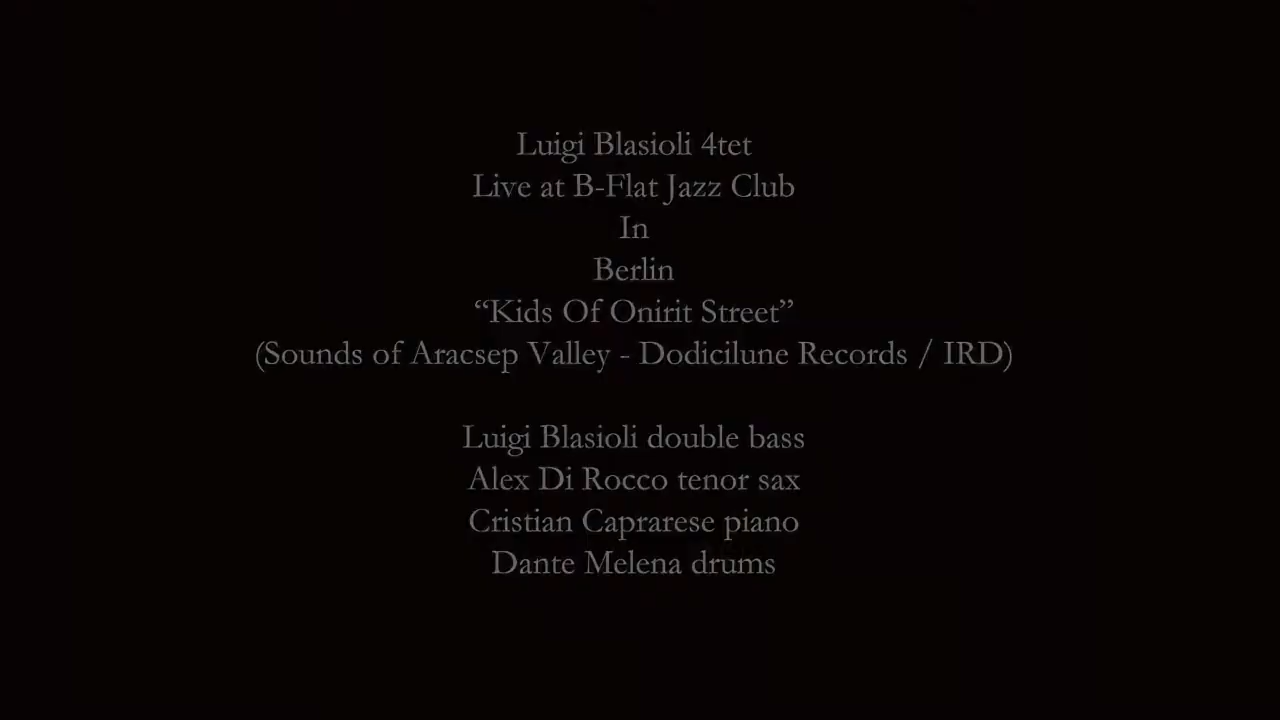 Luigi Blasioli 4tet
Live at B-Flat Jazz Club
In
Berlin
“Kids Of Onirit Street”
(Sounds of Aracsep Valley - Dodicilune Records / IRD)
Luigi Blasioli double bass
Alex Di Rocco tenor sax
Cristian Caprarese piano
Dante Melena drums